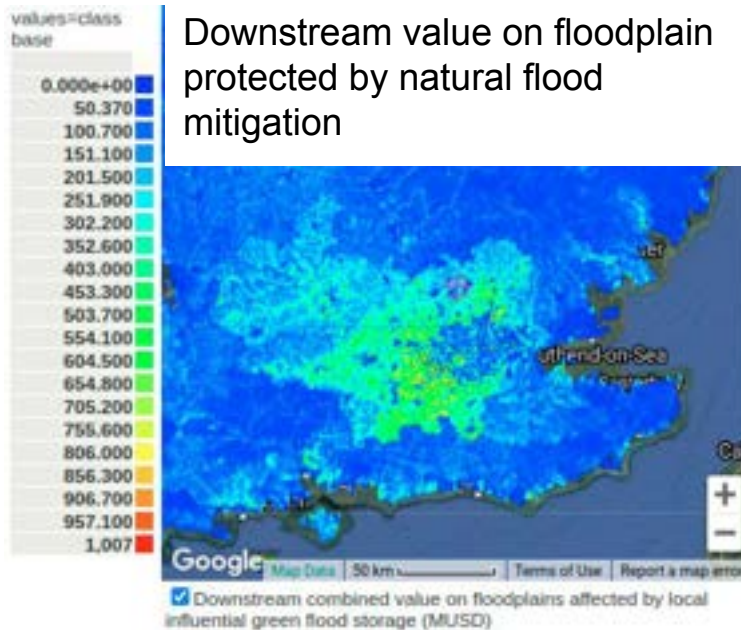 values=class
base
Downstream value on floodplain
protected by natural flood
mitigation
0.000e+00
50.370
100.700
151.100
201.500
251.900
302.200
352.600
403.000
453.300
503.700
554.100
604.500
654.800
705.200
755.600
806.000
856.300
906.700
957.100
1,007
uthend-on-Sea
Ca
+
−
Google
Map Data
50 km
Terms of Use
Report a map error
Downstream combined value on floodplains affected by local
influential green flood storage (MUSD)